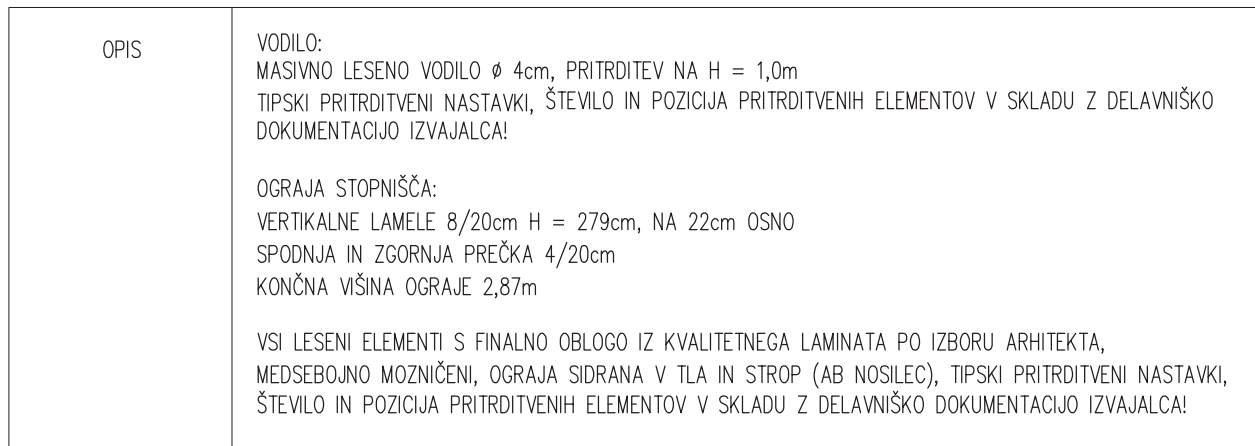 OPIS
VODILO:
MASIVNO LESENO VODILO ø 4cm, PRITRDITEV NA H = 1,0m
TIPSKI PRITRDITVENI NASTAVKI, ŠTEVILO IN POZICIJA PRITRDITVENIH ELEMENTOV V SKLADU Z DELAVNIŠKO
DOKUMENTACIJO IZVAJALCA!
OGRAJA STOPNIŠČA:
VERTIKALNE LAMELE 8/20cm H = 279cm, NA 22cm OSNO
SPODNJA IN ZGORNJA PREČKA 4/20cm
KONČNA VIŠINA OGRAJE 2,87m
VSI LESENI ELEMENTI S FINALNO OBLOGO IZ KVALITETNEGA LAMINATA PO IZBORU ARHITEKTA,
MEDSEBOJNO MOZNIČENI, OGRAJA SIDRANA V TLA IN STROP (AB NOSILEC), TIPSKI PRITRDITVENI NASTAVKI,
ŠTEVILO IN POZICIJA PRITRDITVENIH ELEMENTOV V SKLADU Z DELAVNIŠKO DOKUMENTACIJO IZVAJALCA!